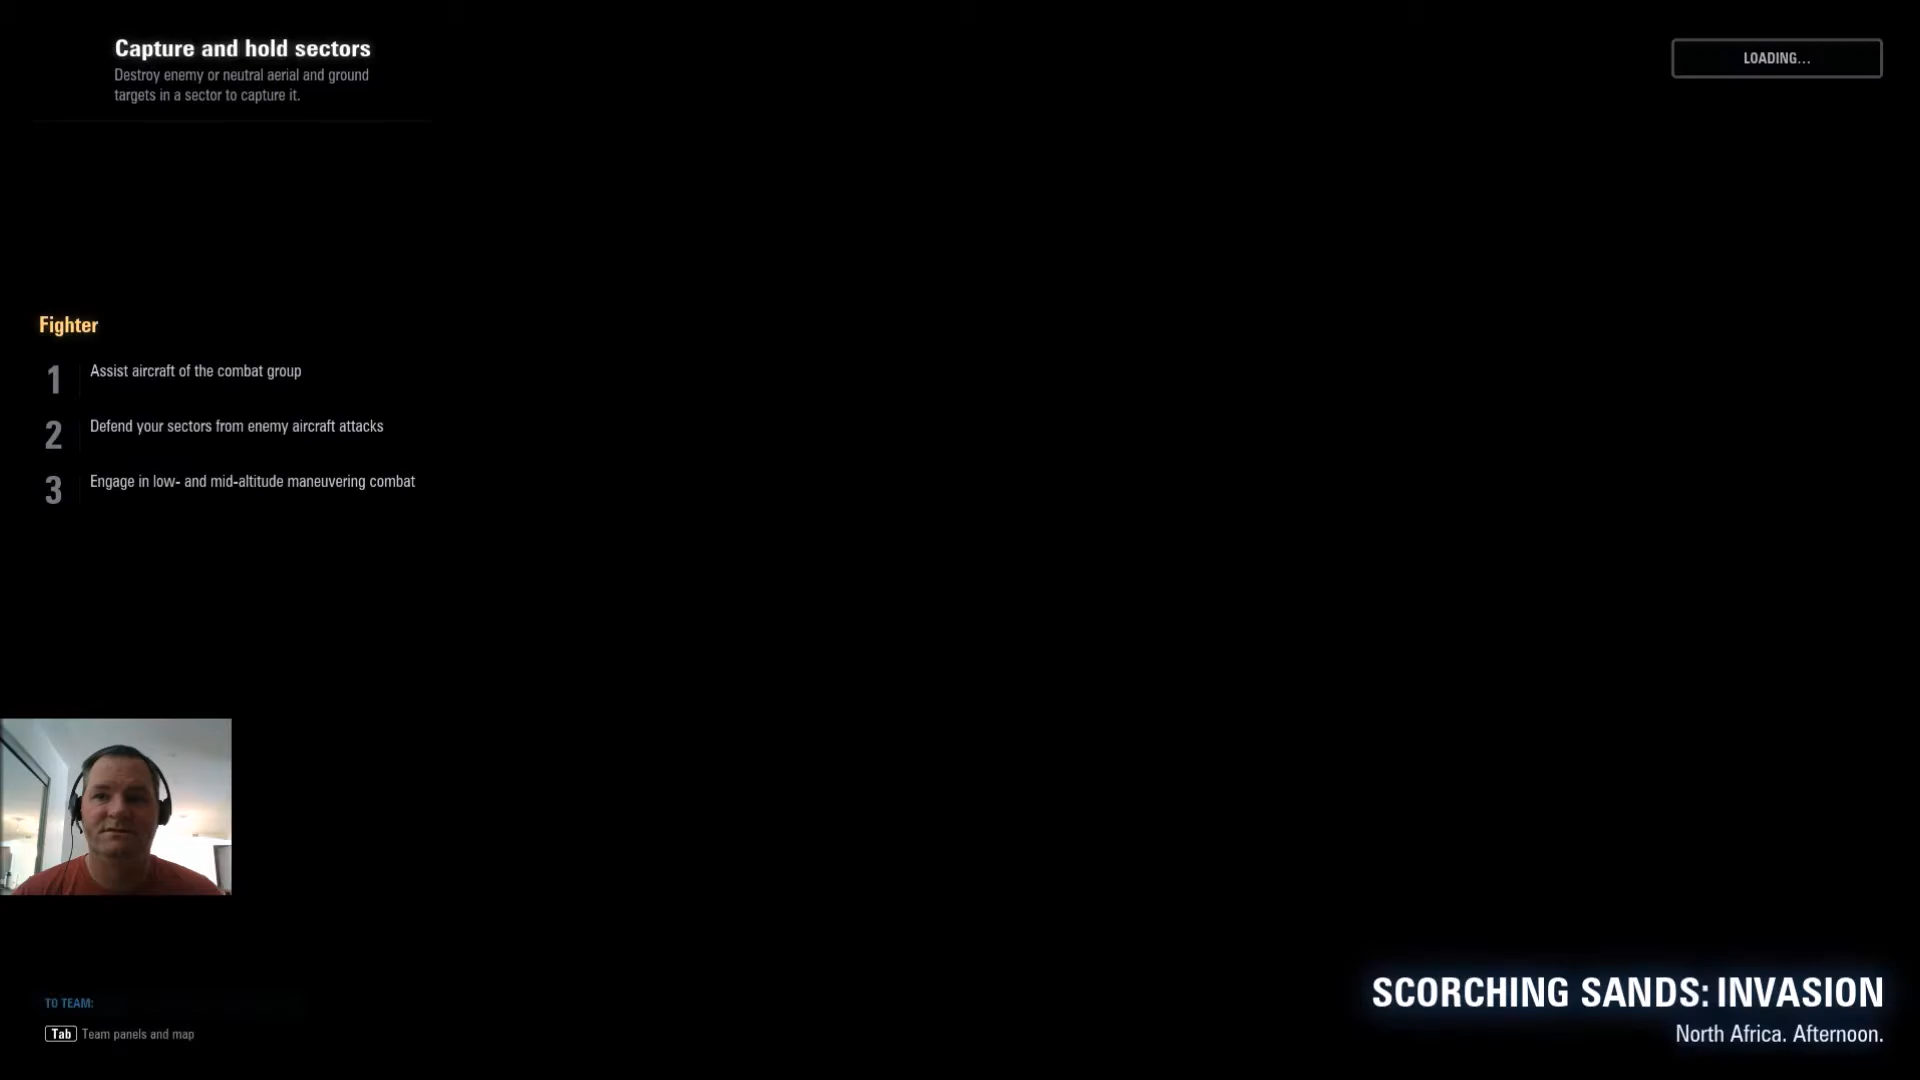 Capture and hold sectors
Destroy enemy or neutral aerial and ground
targets in a sector to capture it.
LOADING...
Fighter
1 Assist aircraft of the combat group
2 Defend your sectors from enemy aircraft attacks
3 Engage in low- and mid-altitude maneuvering combat
TO TEAM:
Tab Team panels and map
SCORCHING SANDS: INVASION
North Africa. Afternoon.